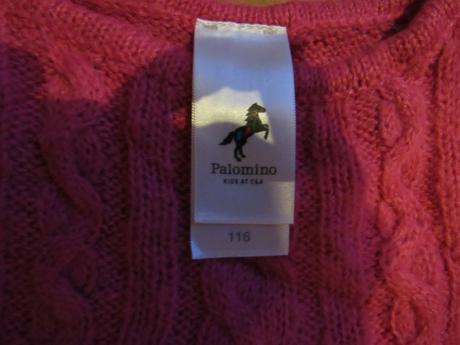 Palomino
KIDS AT C&A
116